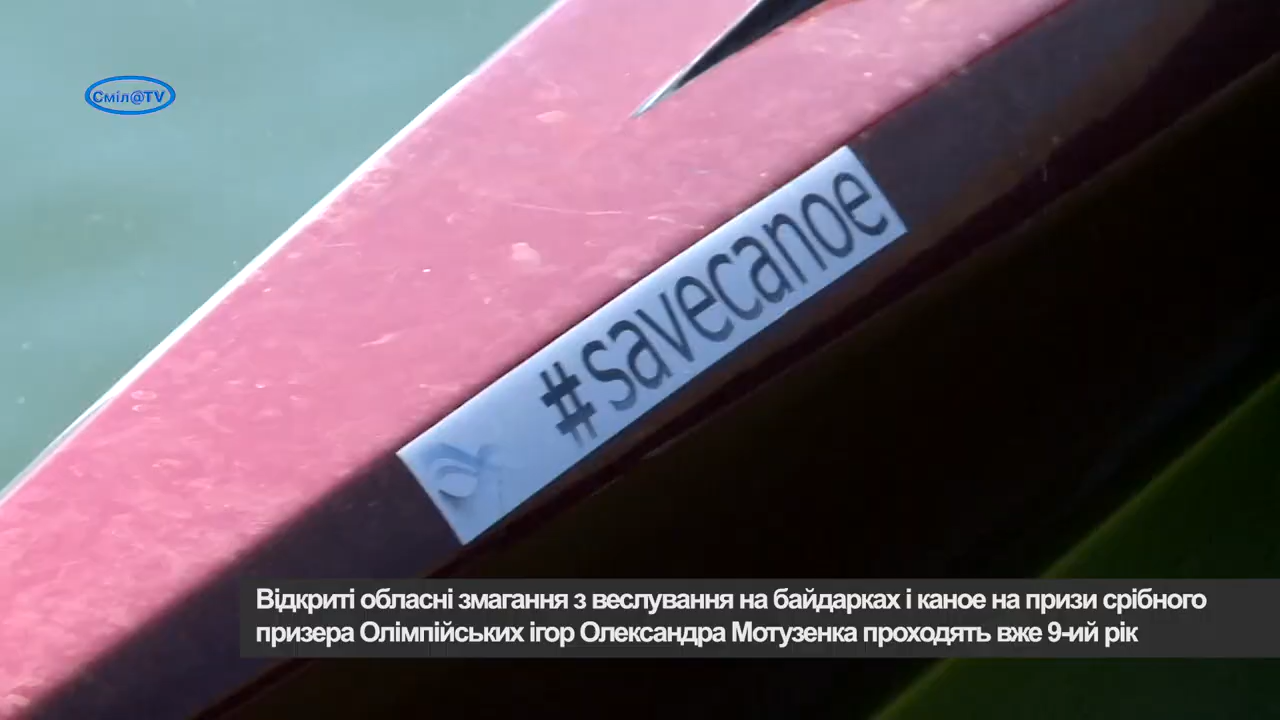 Сміл@TV
#savecanoe
Відкриті обласні змагання з веслування на байдарках і каное на призи срібного
призера Олімпійських ігор Олександра Мотузенка проходять вже 9-ий рік